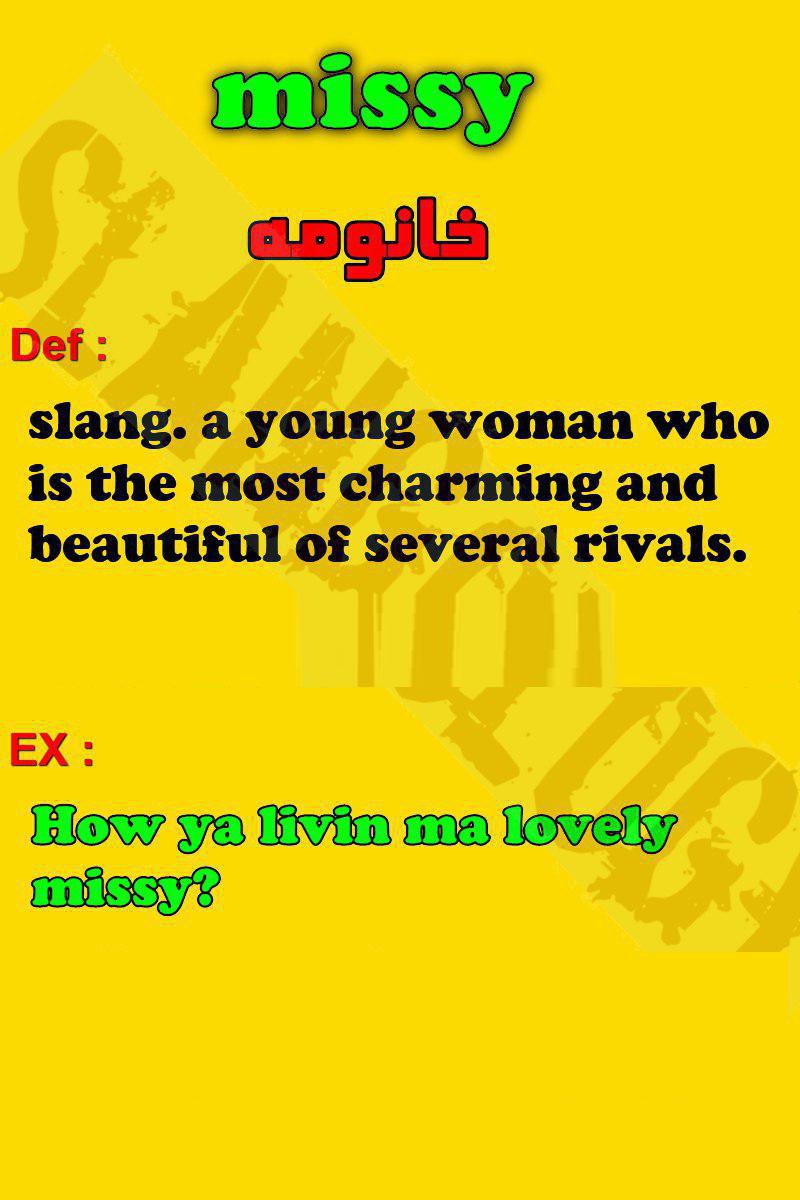 missy
خانومه
Def :
slang. a young woman who
is the most charming and
beautiful of several rivals.
EX :
How ya livin ma lovely
missy?